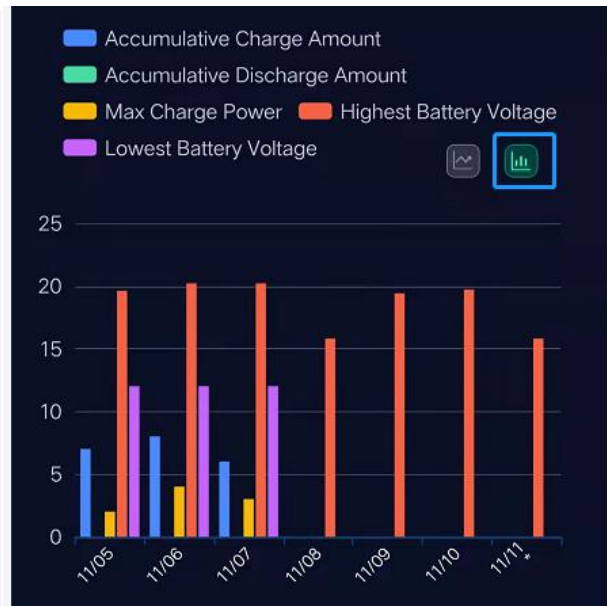 Accumulative Charge Amount
Accumulative Discharge Amount
Max Charge Power Highest Battery Voltage
Lowest Battery Voltage
25
20
15
10
5
0
11/05 11/06 11/07 11/08 11/09 11/10 11/11*